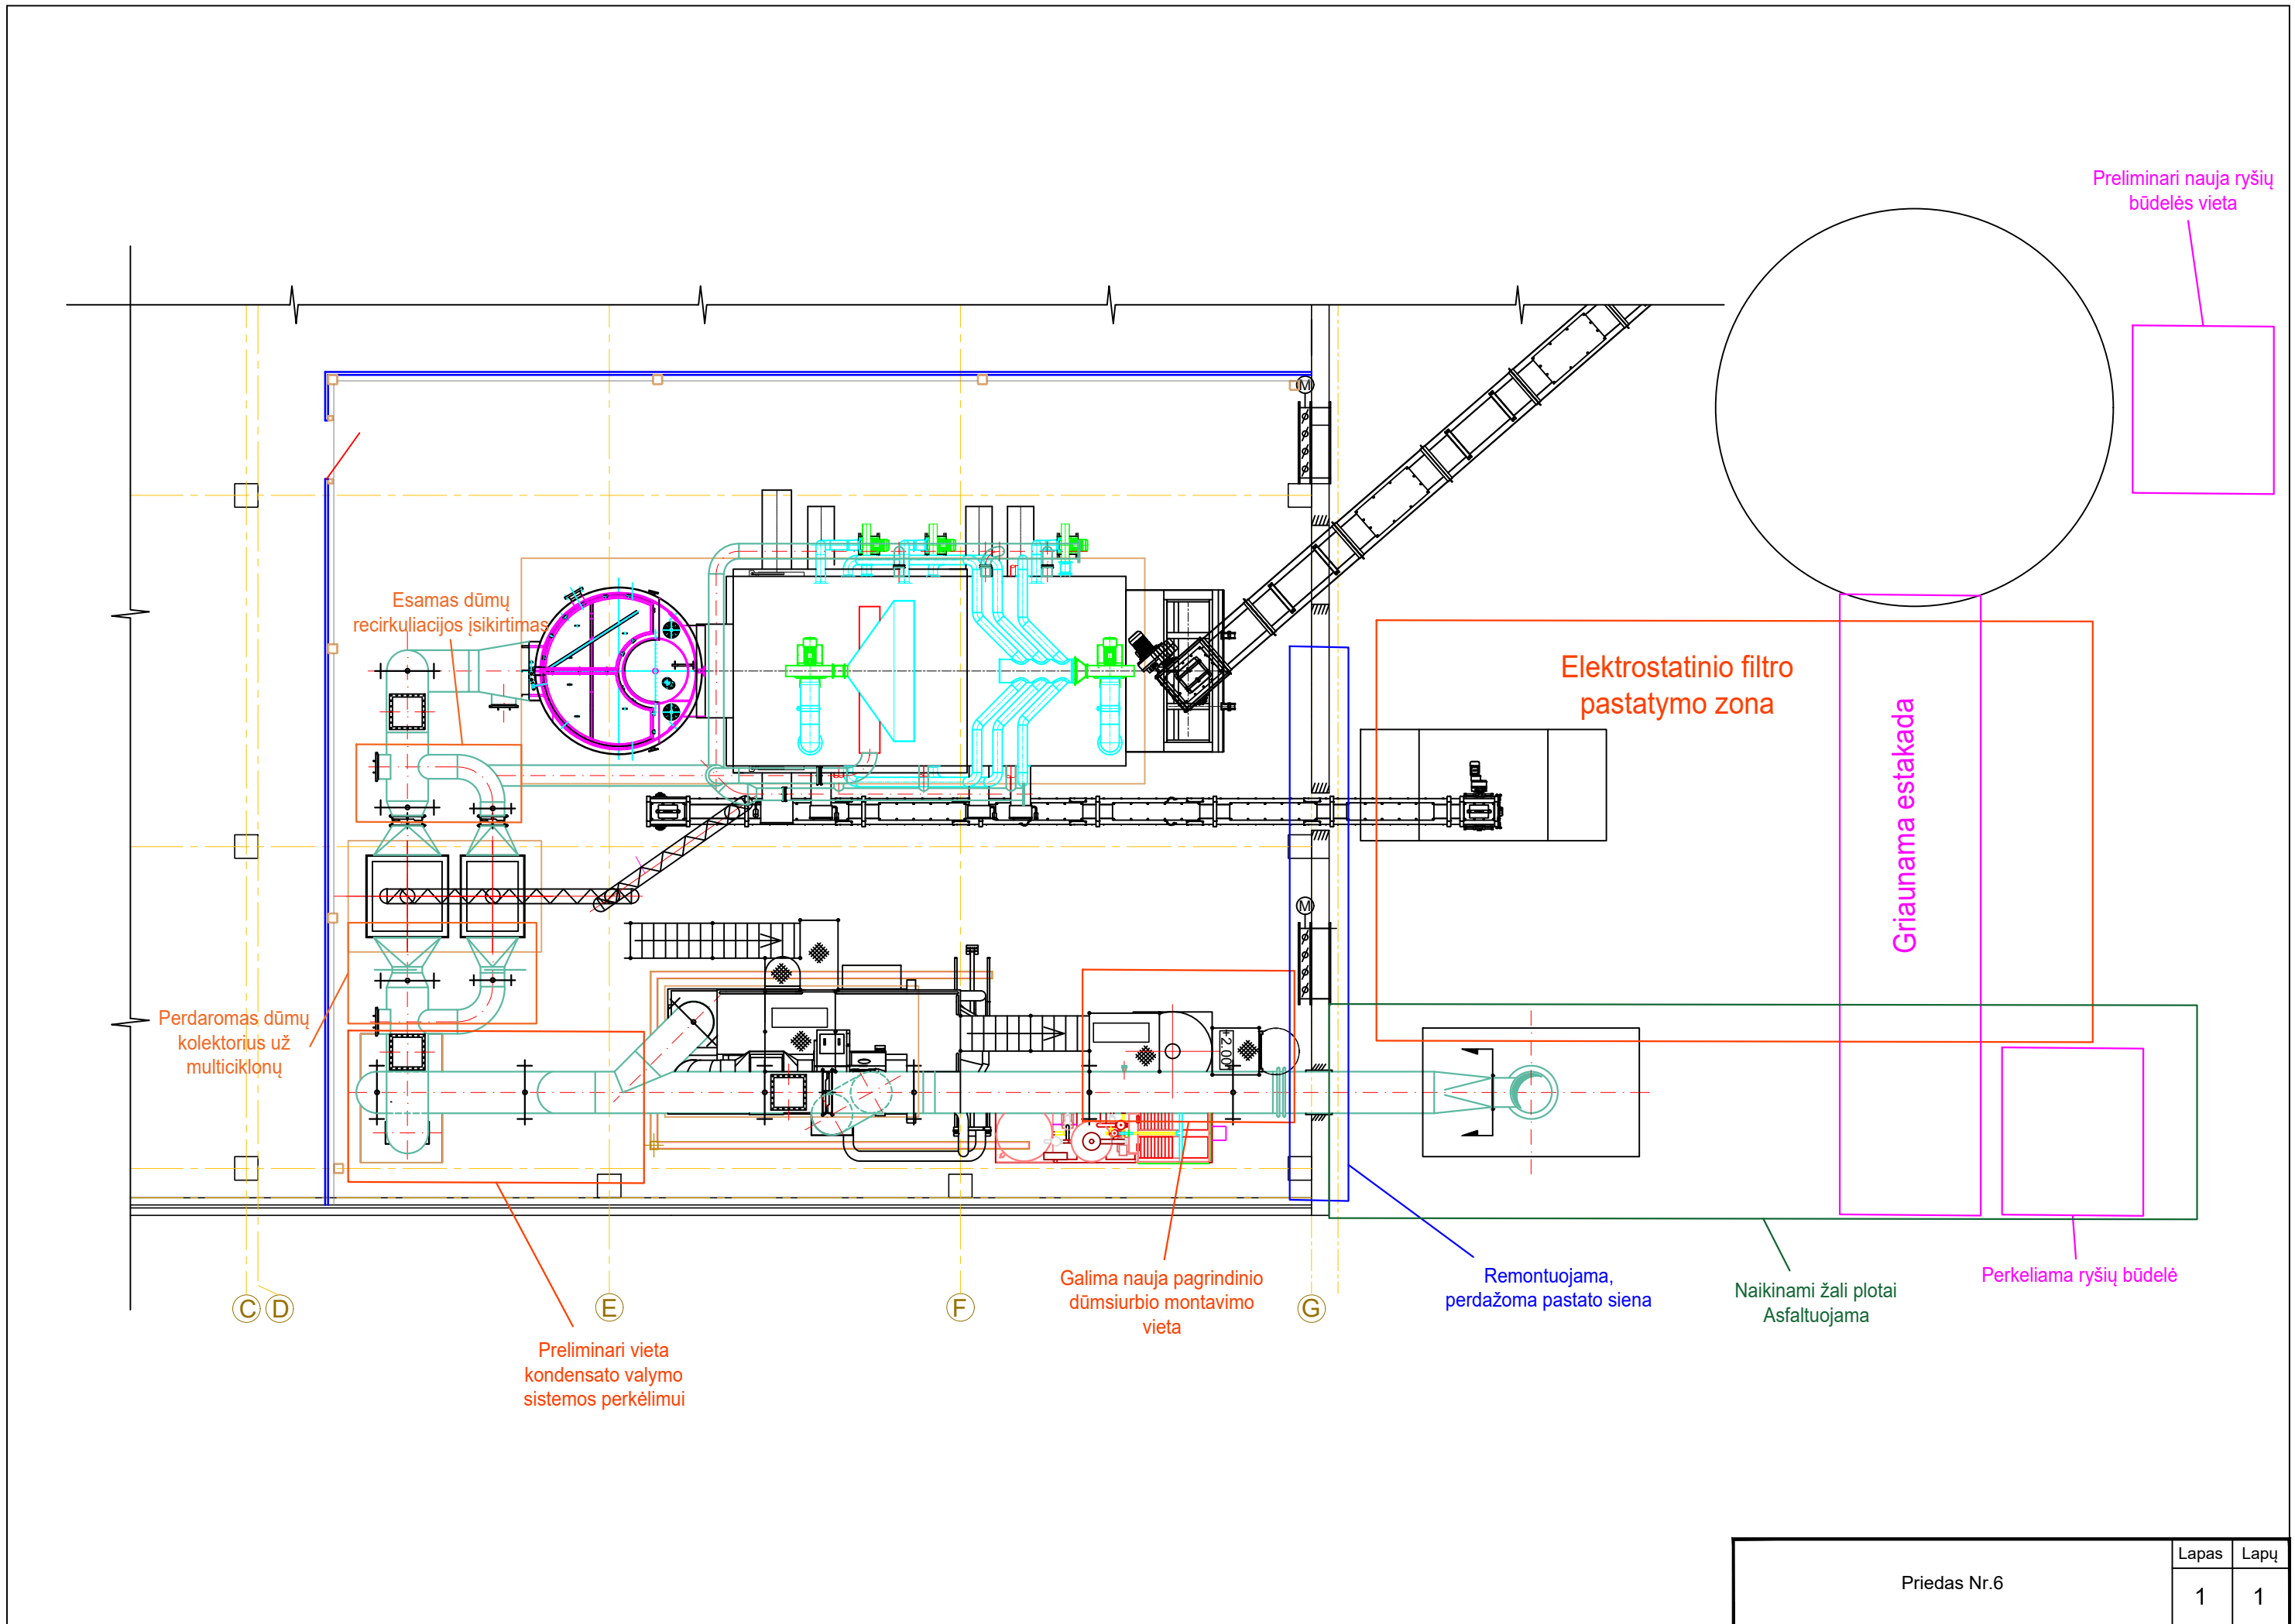 Preliminari nauja ryšių
būdelės vieta
M
Esamas dūmų
recirkuliacijos įsikirtimas
Elektrostatinio filtro
pastatymo zona
Griaunama estakada
M
Perdaromas dūmų
kolektorius už
multiciklonų
+2.00
C
D
E
F
G
Galima nauja pagrindinio
dūmsiurbio montavimo
vieta
Remontuojama,
perdažoma pastato siena
Naikinami žali plotai
Asfaltuojama
Perkeliama ryšių būdelė
Preliminari vieta
kondensato valymo
sistemos perkėlimui
Priedas Nr.6
Lapas
Lapų
1
1